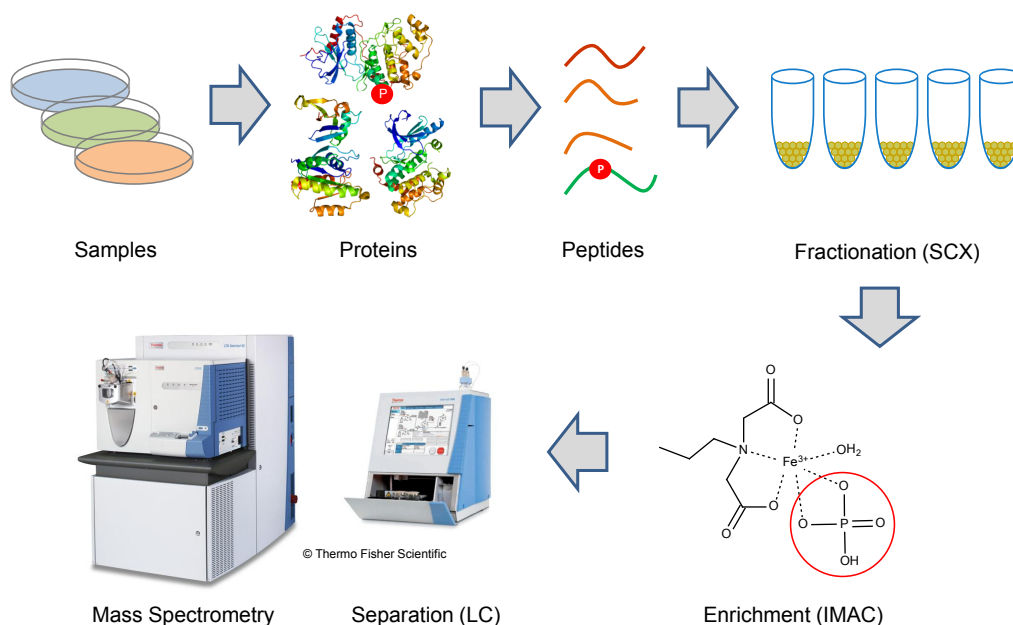 P
P
Samples
Proteins
Peptides
Fractionation (SCX)
O
O
N
Fe3+
OH2
O
O
O
O
P
O
OH
© Thermo Fisher Scientific
Mass Spectrometry
Separation (LC)
Enrichment (IMAC)